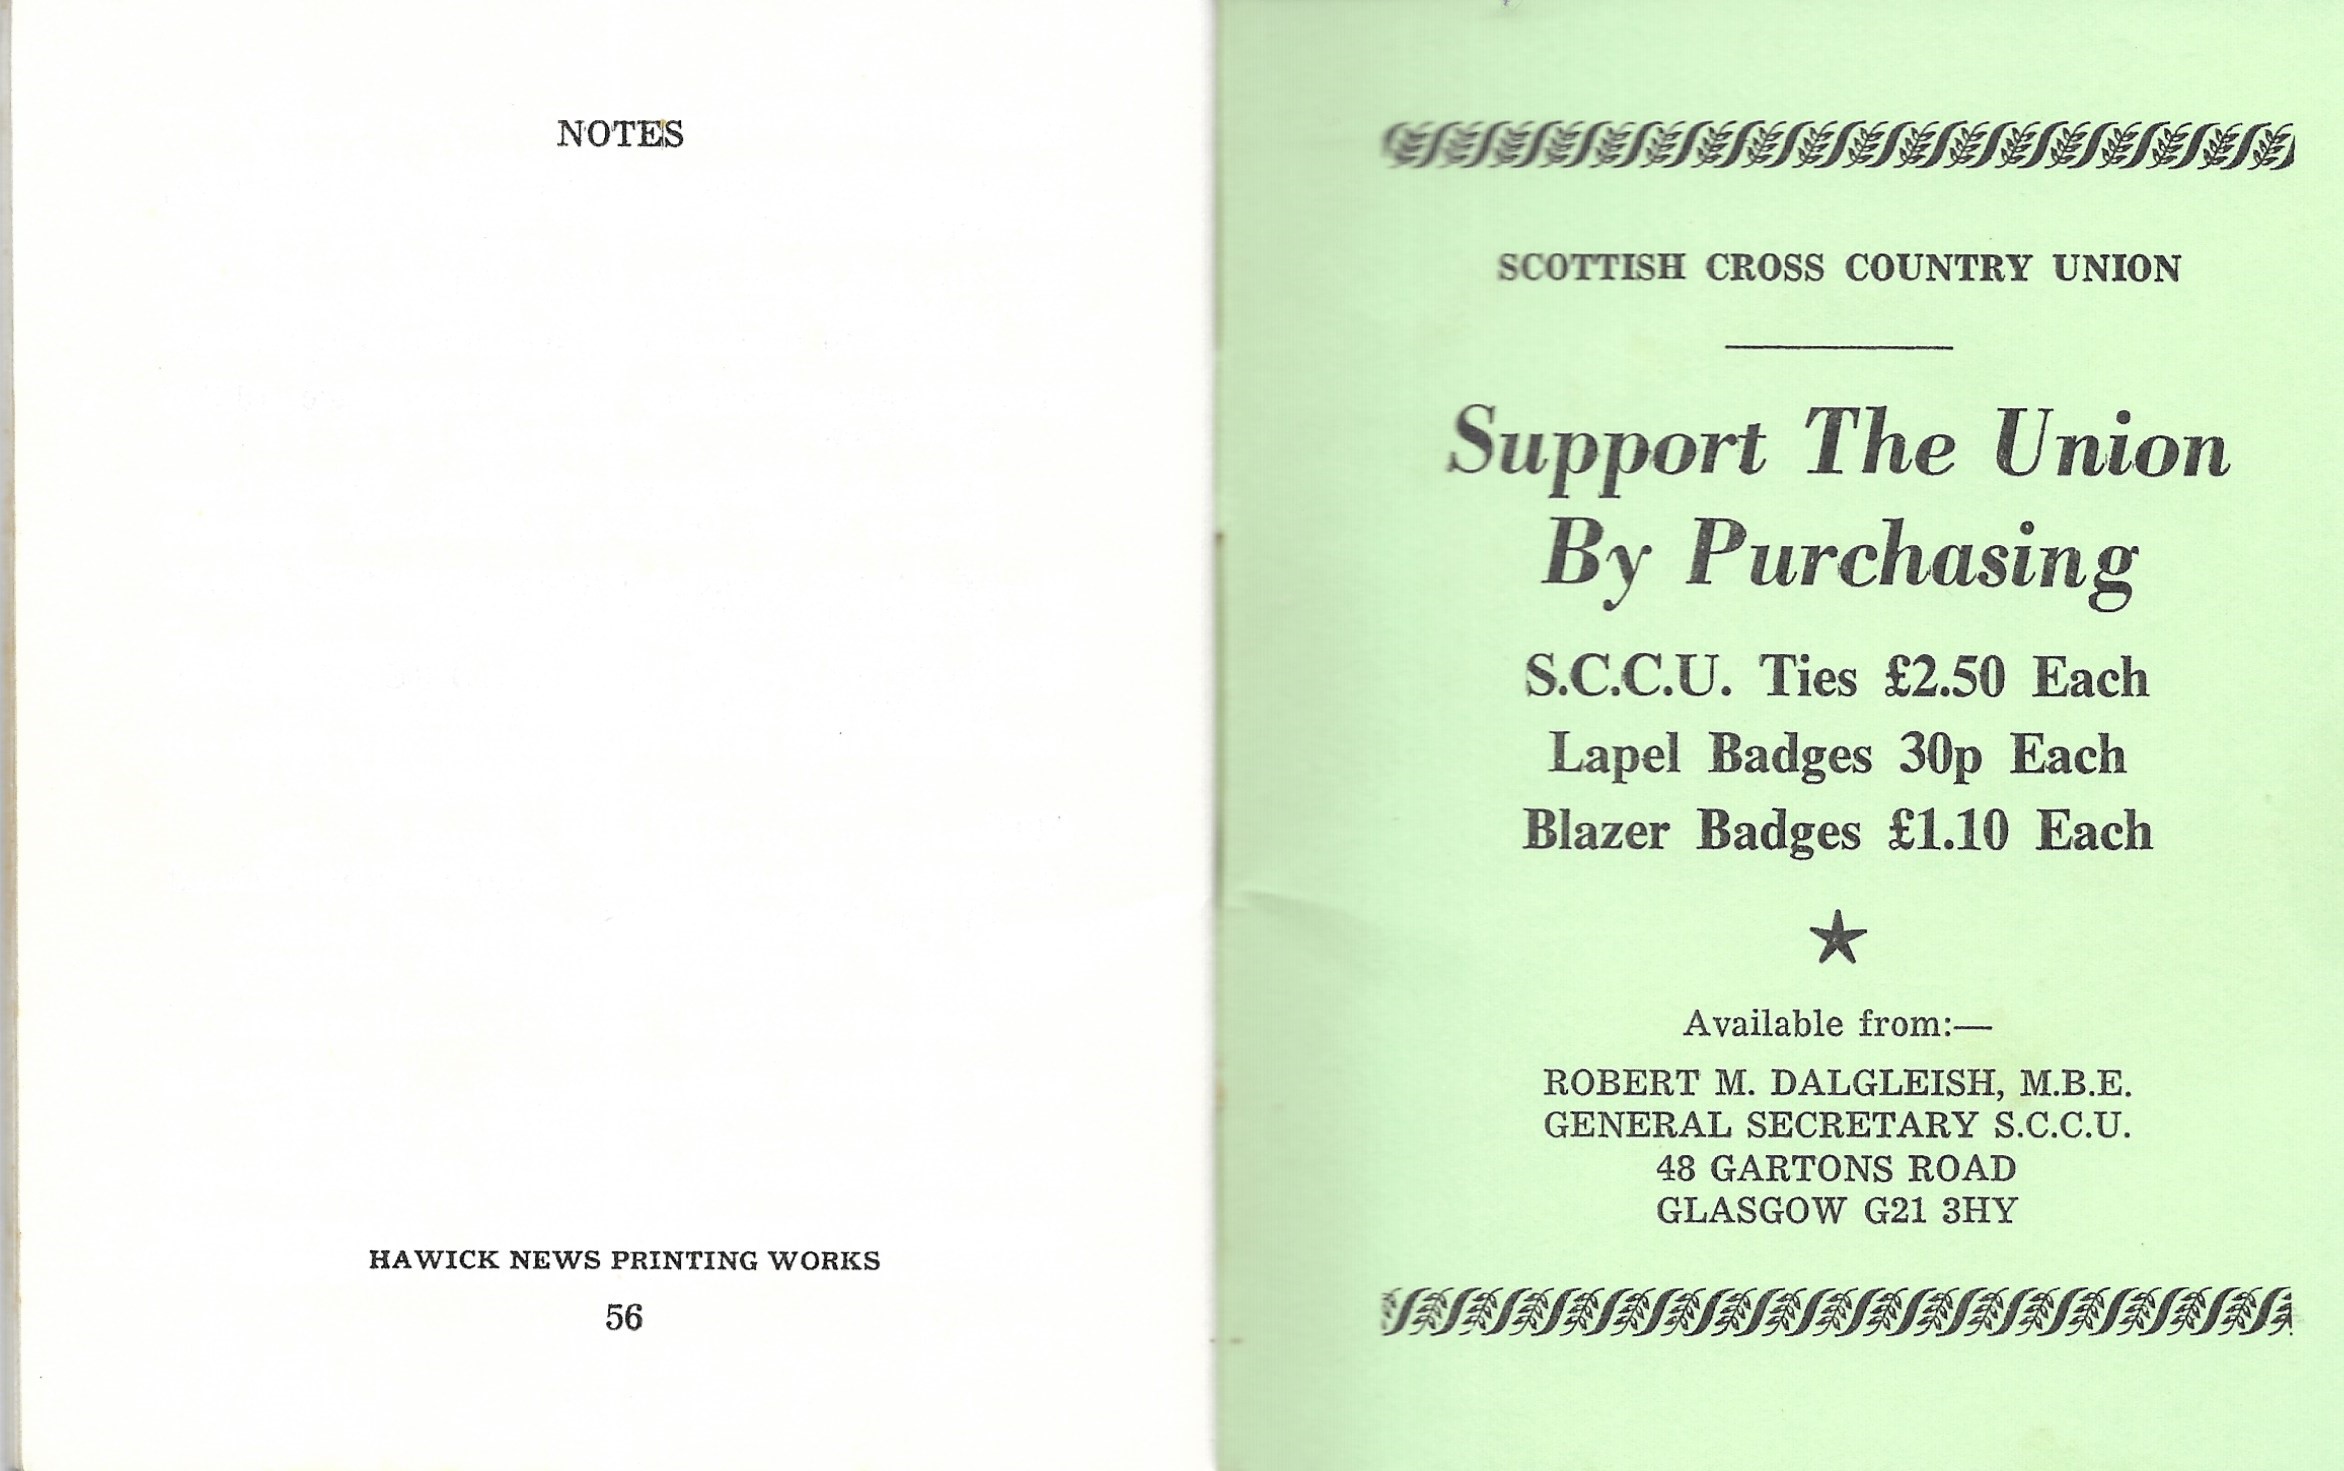 NOTES
HAWICK NEWS PRINTING WORKS
56
SCOTTISH CROSS COUNTRY UNION
Support The Union
By Purchasing
S.C.C.U. Ties £2.50 Each
Lapel Badges 30p Each
Blazer Badges £1.10 Each
Available from:—
ROBERT M. DALGLEISH, M.B.E.
GENERAL SECRETARY S.C.C.U.
48 GARTONS ROAD
GLASGOW G21 3HY